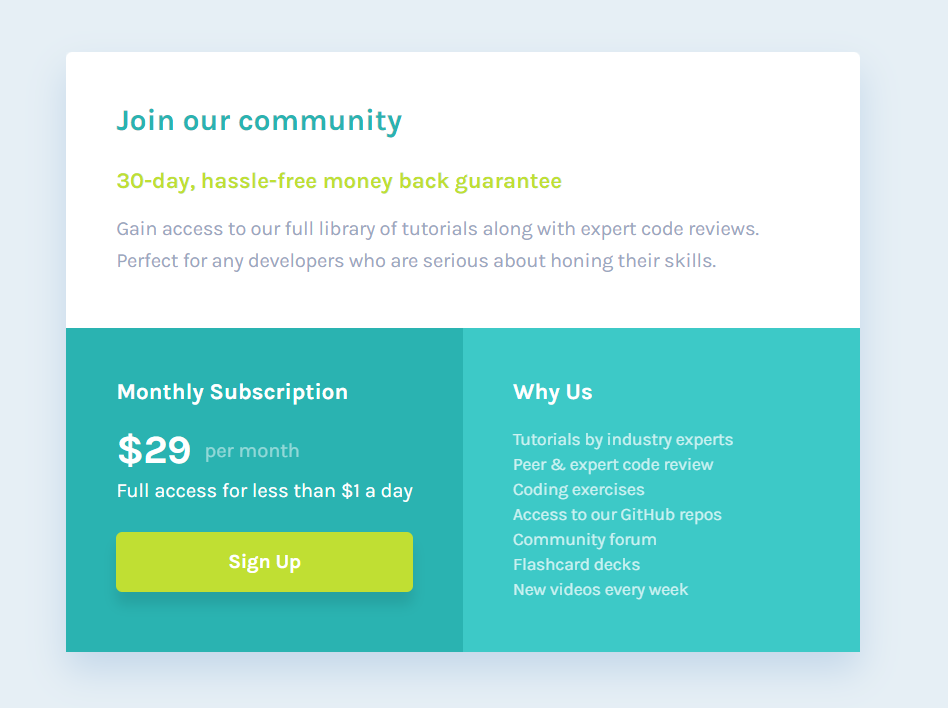 Join our community
30-day, hassle-free money back guarantee
Gain access to our full library of tutorials along with expert code reviews.
Perfect for any developers who are serious about honing their skills.
Monthly Subscription
$29 per month
Full access for less than $1 a day
Sign Up
Why Us
Tutorials by industry experts
Peer & expert code review
Coding exercises
Access to our GitHub repos
Community forum
Flashcard decks
New videos every week